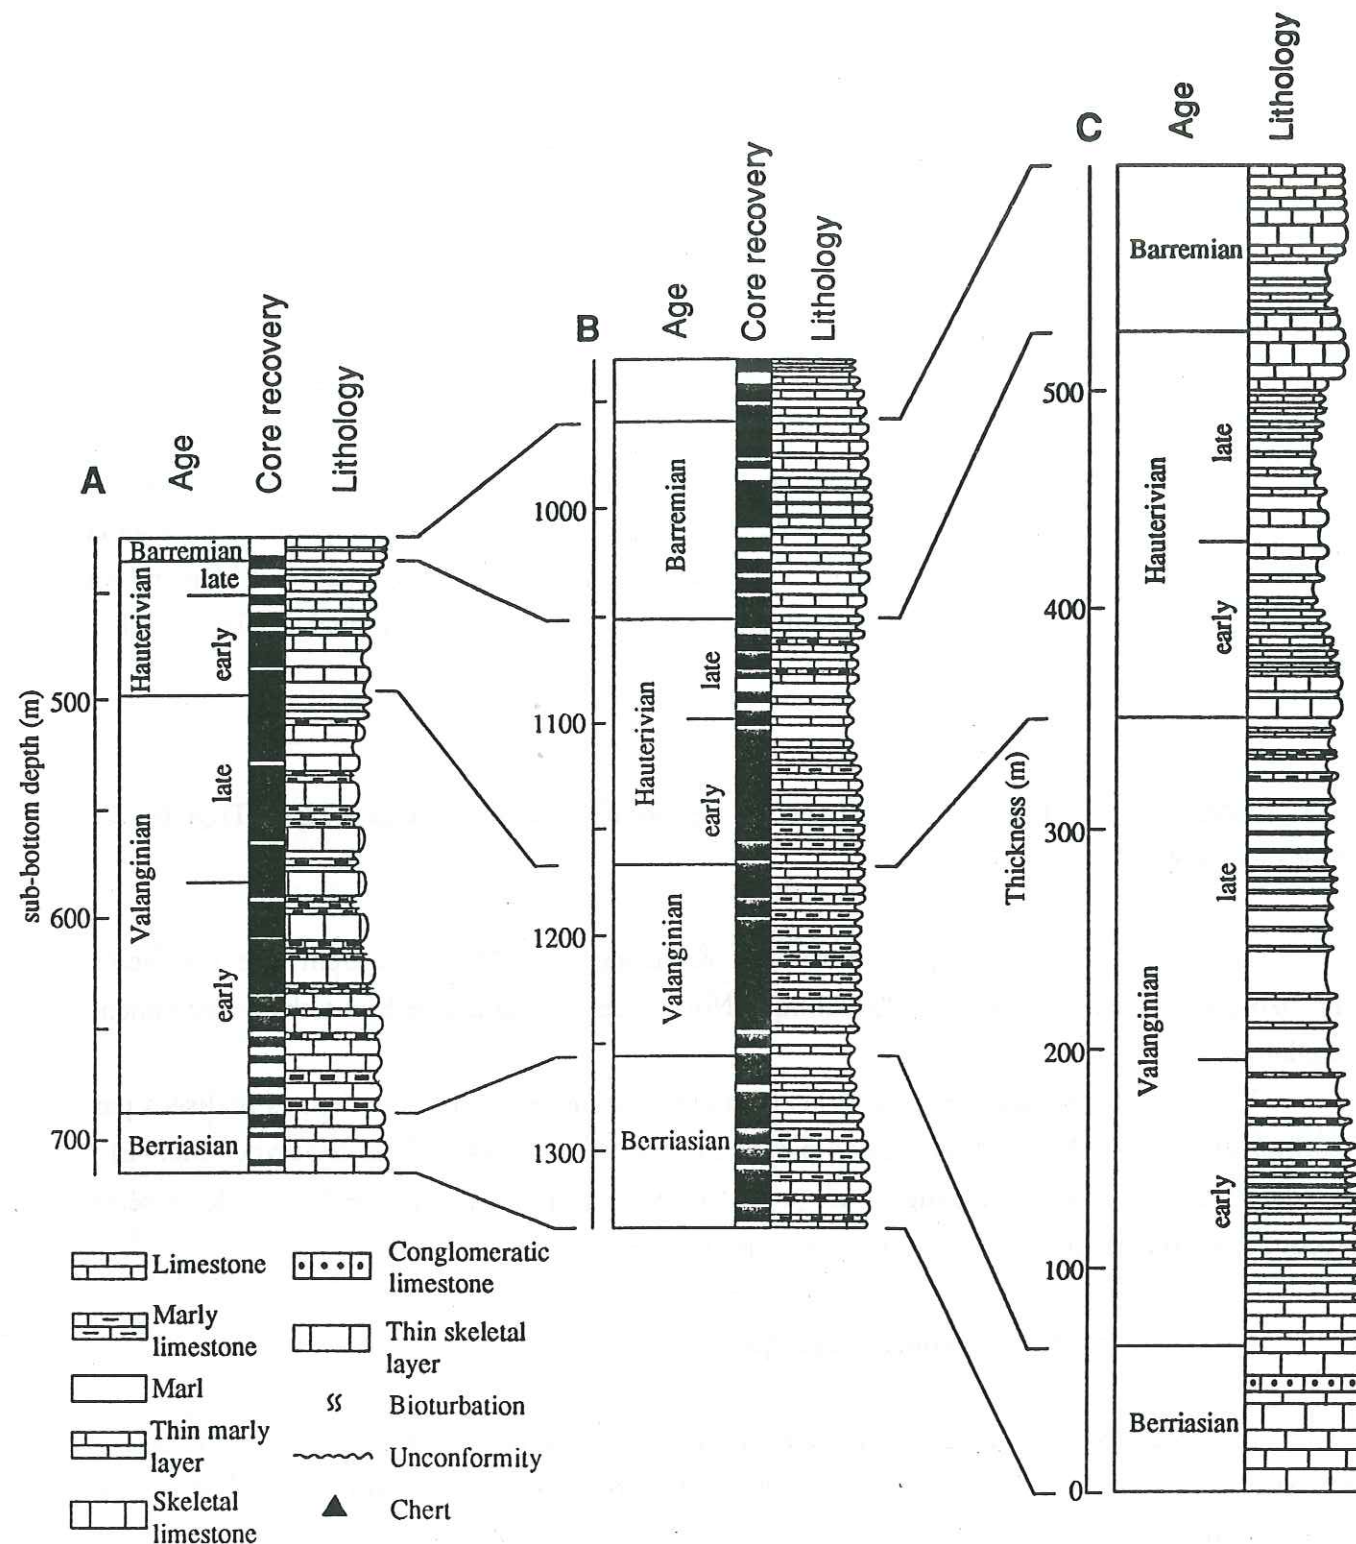 A
Age
Core recovery
Lithology
sub-bottom depth (m)
500
600
700
Barremian
Hauterivian
late
early
Valanginian
late
early
Berriasian
B
Age
Core recovery
Lithology
1000
1100
1200
1300
Barremian
Hauterivian
late
early
Valanginian
Berriasian
C
Age
Lithology
Thickness (m)
500
400
300
200
100
0
Barremian
Hauterivian
late
early
Valanginian
late
early
Berriasian
Limestone
Marly
limestone
Marl
Thin marly
layer
Skeletal
limestone
Conglomeratic
limestone
Thin skeletal
layer
Bioturbation
Unconformity
Chert